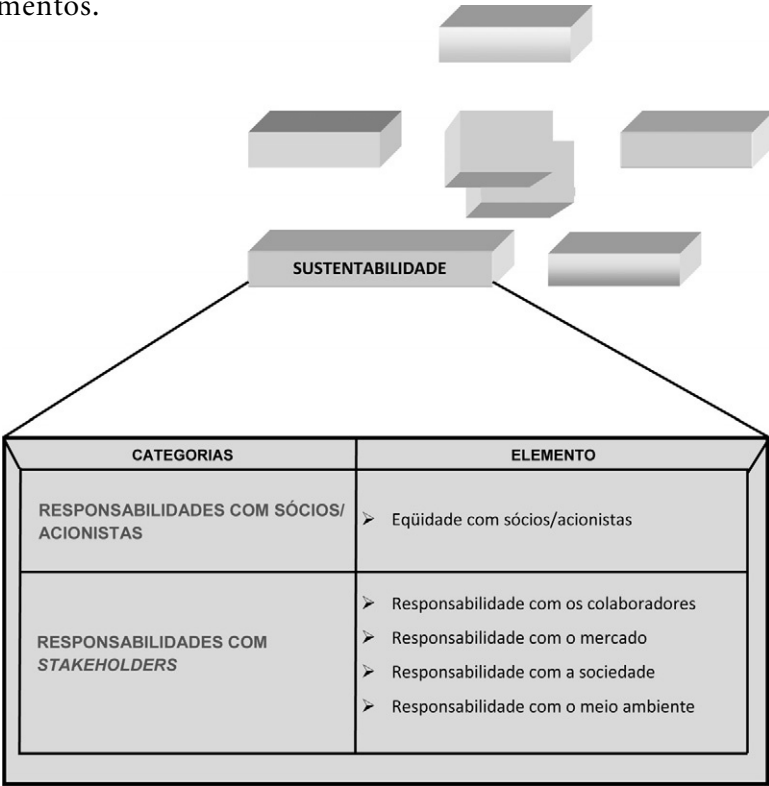 mentos.
SUSTENTABILIDADE
CATEGORIAS
ELEMENTO
RESPONSABILIDADES COM SÓCIOS/
ACIONISTAS
➢ Eqüidade com sócios/acionistas
RESPONSABILIDADES COM
STAKEHOLDERS
➢ Responsabilidade com os colaboradores
➢ Responsabilidade com o mercado
➢ Responsabilidade com a sociedade
➢ Responsabilidade com o meio ambiente